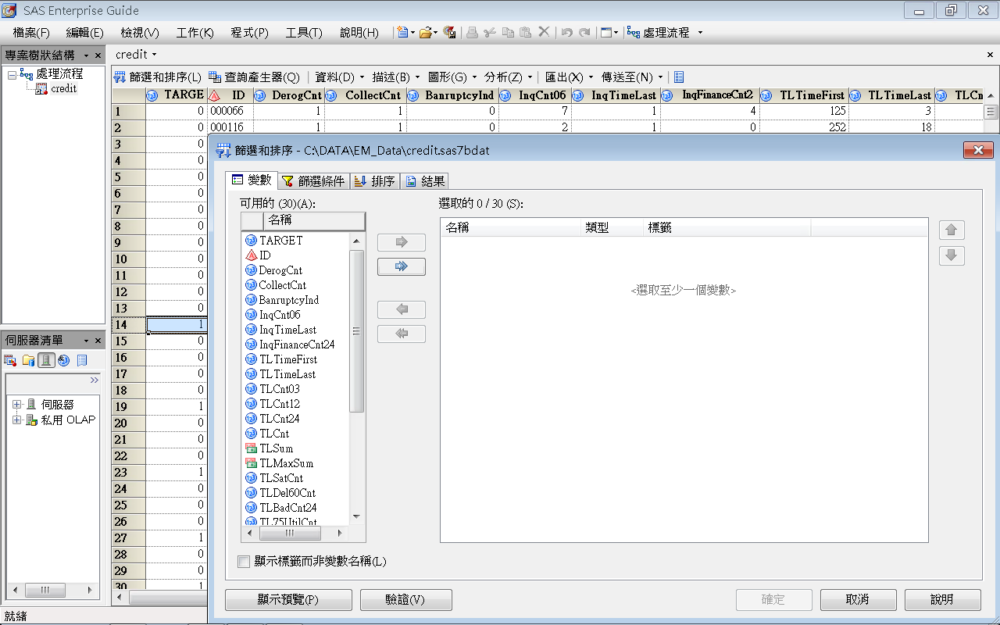 SAS Enterprise Guide
檔案(F) 編輯(E) 檢視(V) 工作(K) 程式(P) 工具(T) 說明(H) 處理流程
專案樹狀結構
處理流程
credit
credit
篩選和排序(L) 查詢產生器(Q) 資料(D) 描述(B) 圖形(G) 分析(Z) 匯出(X) 傳送至(N)
TARGE ID DerogCnt CollectCnt BanruptcyInd InqCnt06 InqTimeLast InqFinanceCnt2 TLTimeFirst TLTimeLast TLCn
1 0 000066 1 1 0 7 1 4 125 3
2 0 000116 1 1 0 2 1 0 252 18
3 0
4 0
5 0
6 0
7 0
8 0
9 0
10 0
11 0
12 0
13 0
14 1
15 0
16 0
17 0
18 0
19 1
20 0
21 0
22 0
23 1
24 0
25 0
26 0
27 1
28 0
29 0
30 1
伺服器清單
伺服器
私用 OLAP
就緒
篩選和排序 - C:\DATA\EM_Data\credit.sas7bdat
變數 篩選條件 排序 結果
可用的 (30)(A):
名稱
TARGET
ID
DerogCnt
CollectCnt
BanruptcyInd
InqCnt06
InqTimeLast
InqFinanceCnt24
TLTimeFirst
TLTimeLast
TLCnt03
TLCnt12
TLCnt24
TLCnt
TLSum
TLMaxSum
TLSatCnt
TLDel60Cnt
TLBadCnt24
TL75UtilCnt
選取的 0 / 30 (S):
名稱 類型 標籤
<選取至少一個變數>
顯示標籤而非變數名稱(L)
顯示預覽(P) 驗證(V) 確定 取消 說明